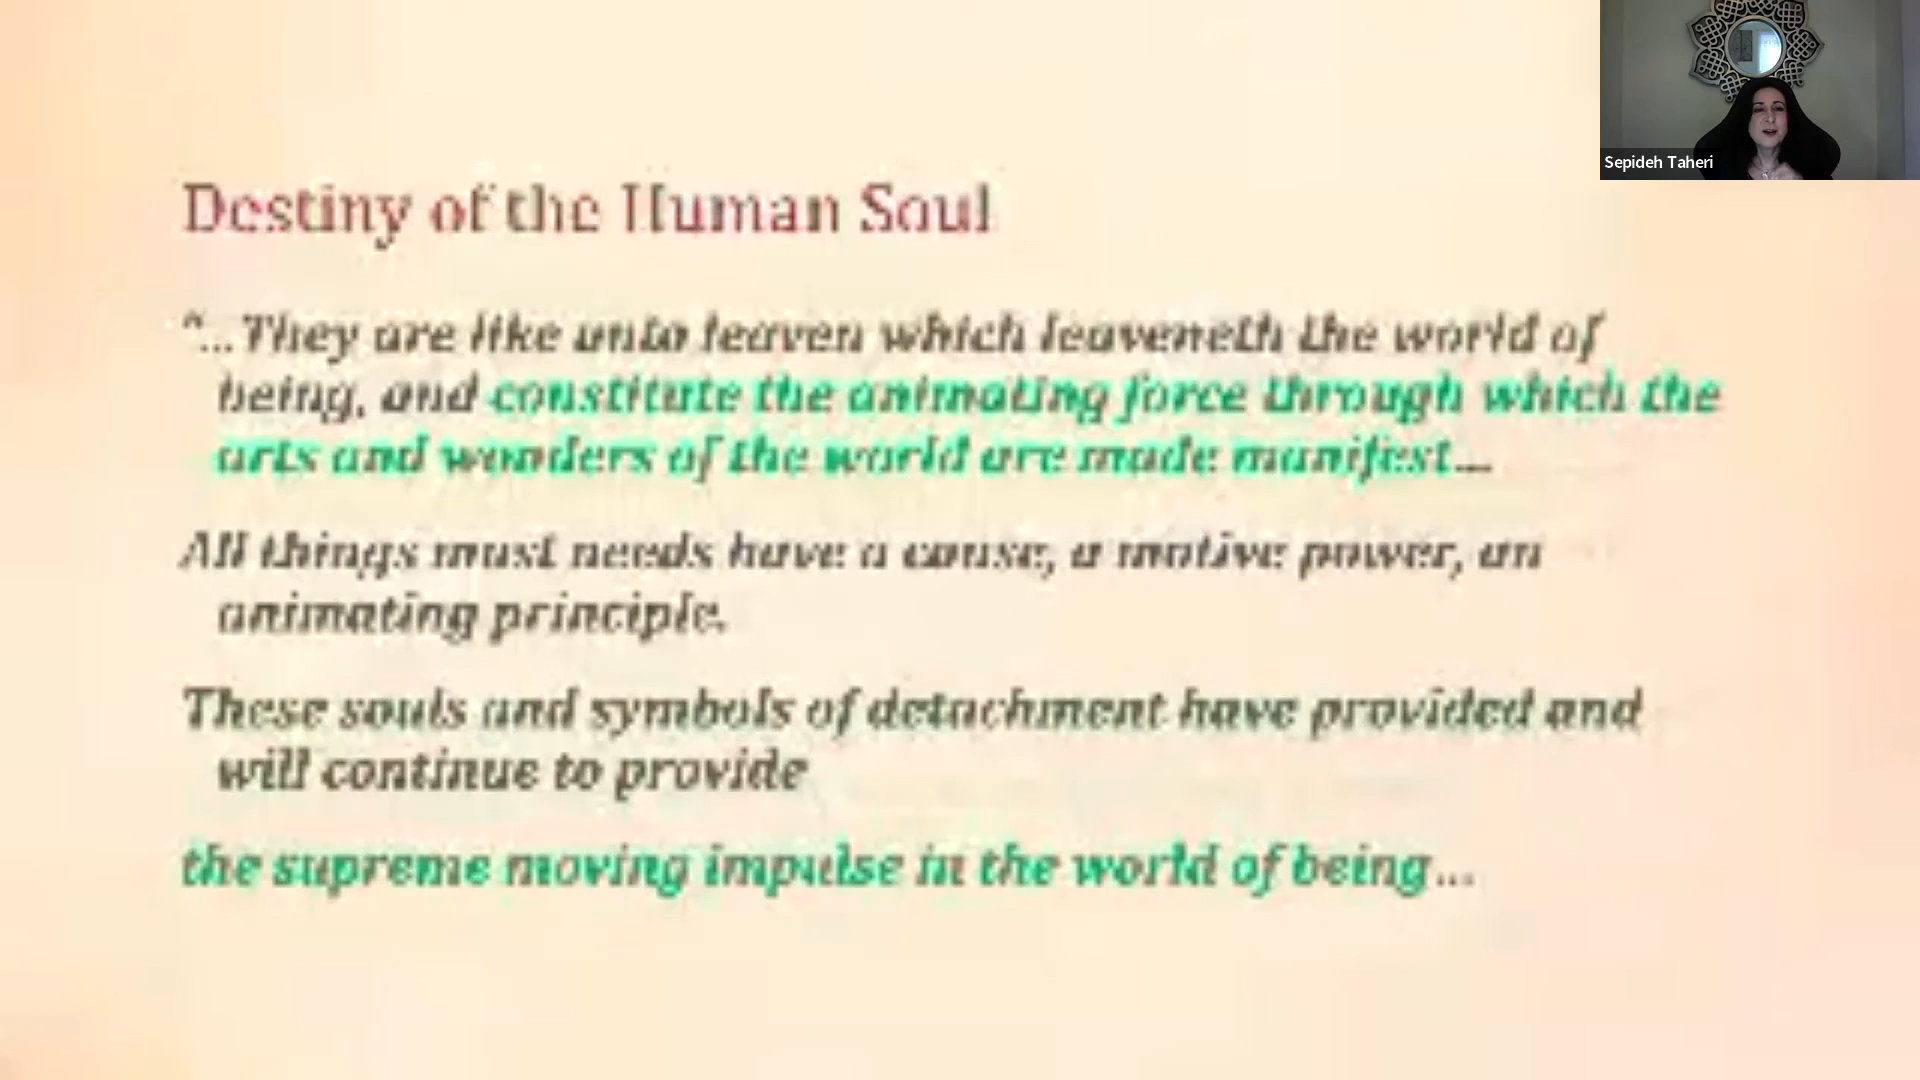 Sepideh Taheri
Destiny of the Human Soul
“...They are like unto leaven which leaveneth the world of
being, and constitute the animating force through which the
arts and wonders of the world are made manifest...
All things must needs have a cause, a motive power, an
animating principle.
These souls and symbols of detachment have provided and
will continue to provide
the supreme moving impulse in the world of being...